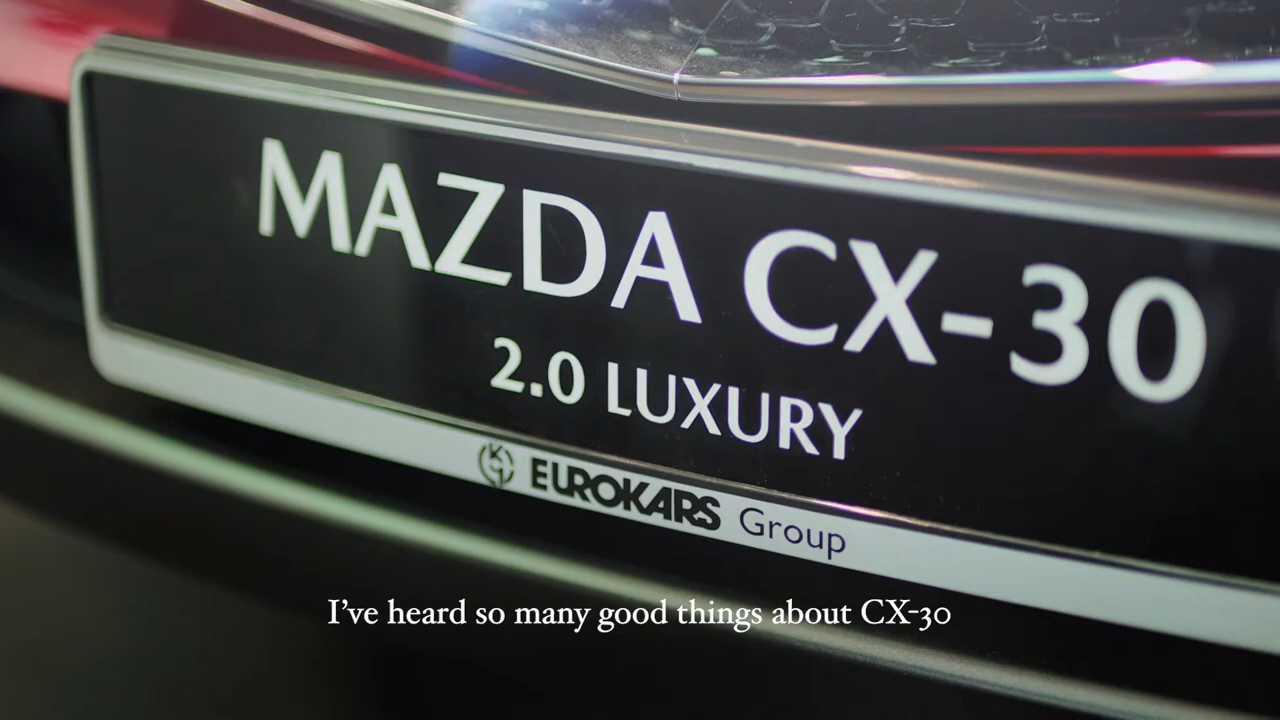 MAZDA CX-30
2.0 LUXURY
EUROKARS Group
I've heard so many good things about CX-30